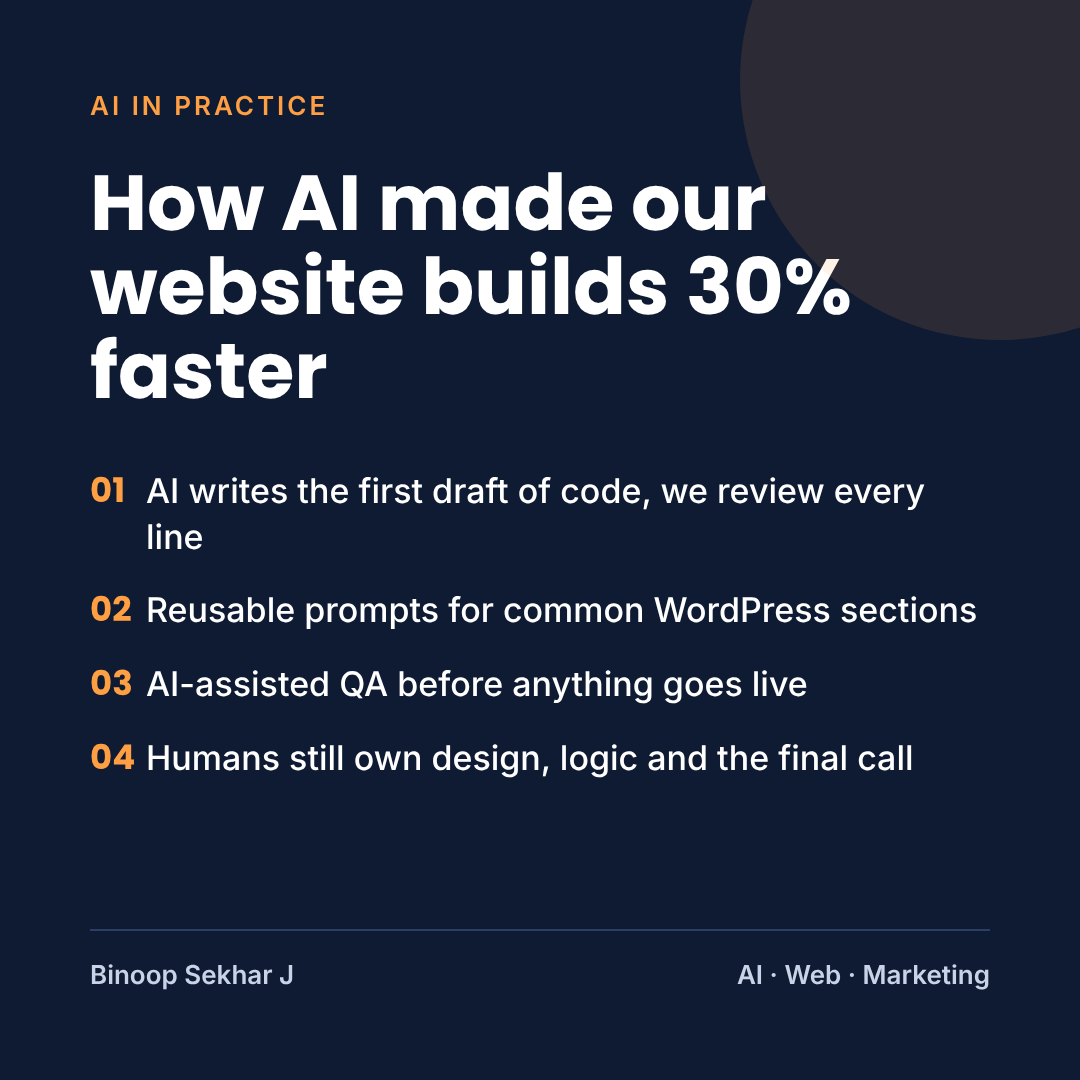 AI IN PRACTICE
How AI made our
website builds 30%
faster
01 AI writes the first draft of code, we review every
line
02 Reusable prompts for common WordPress sections
03 AI-assisted QA before anything goes live
04 Humans still own design, logic and the final call
Binoop Sekhar J
AI · Web · Marketing